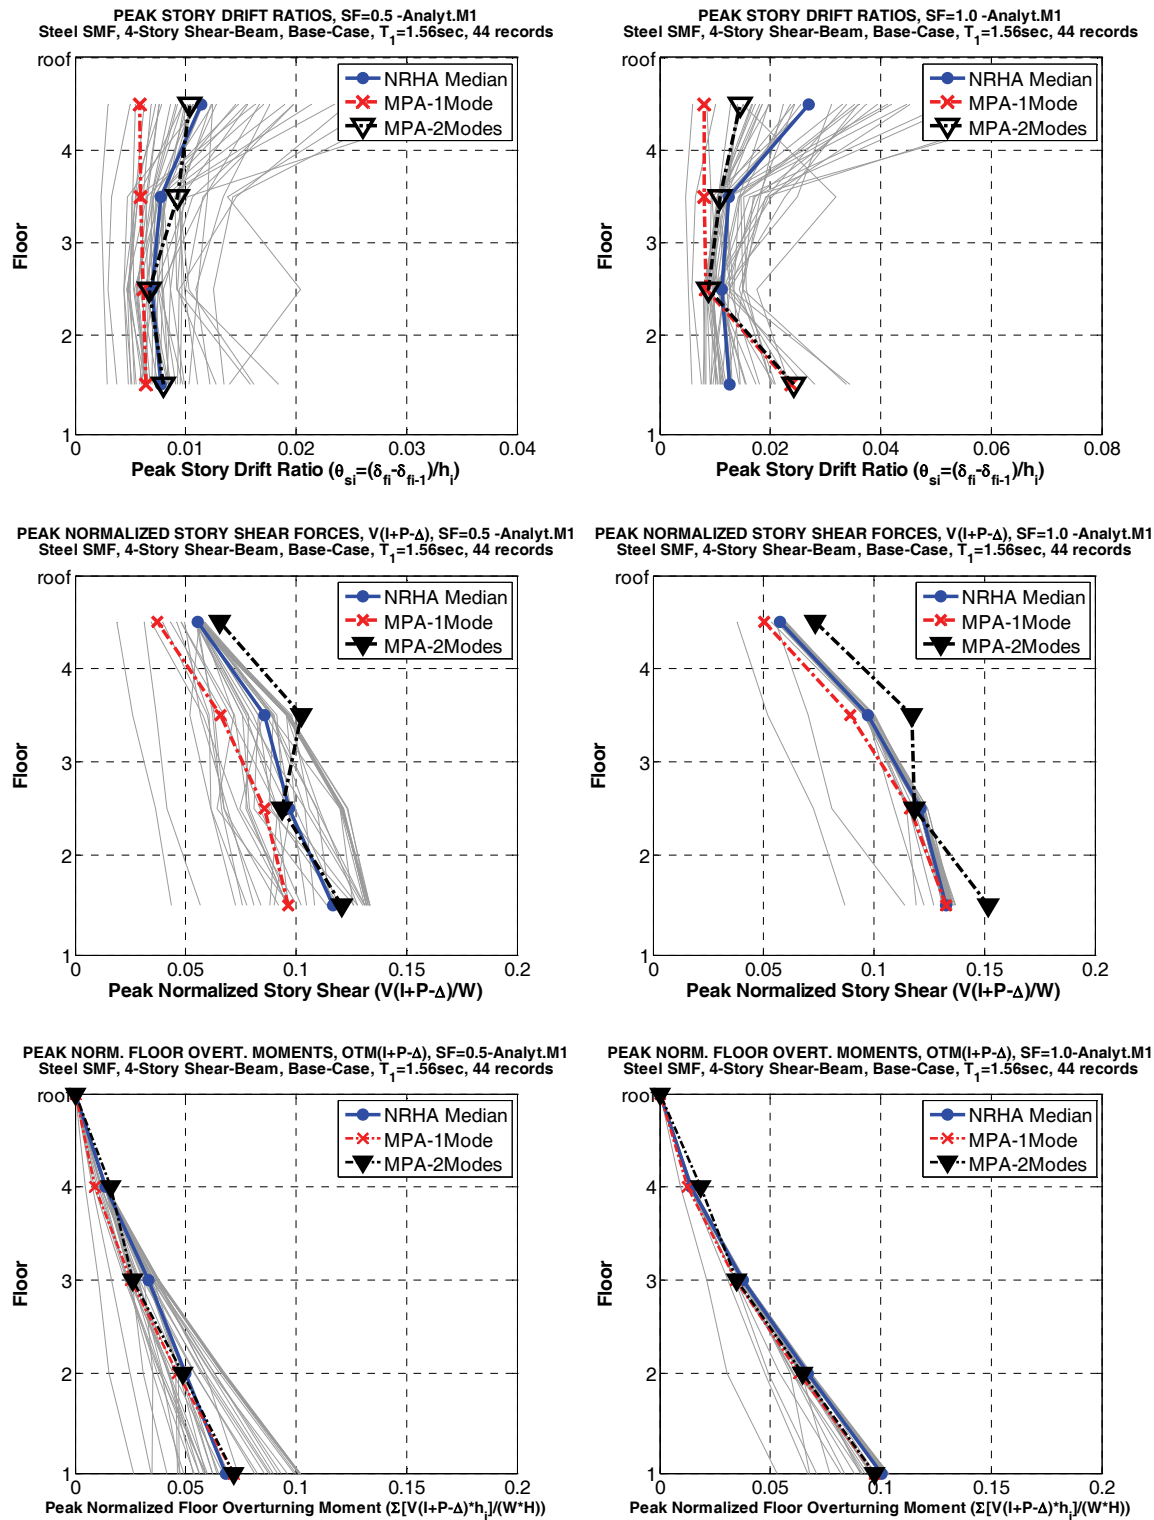 PEAK STORY DRIFT RATIOS, SF=0.5 -Analyt.M1
Steel SMF, 4-Story Shear-Beam, Base-Case, T1=1.56sec, 44 records
roof
4
3
2
1
Floor
NRHA Median
MPA-1Mode
MPA-2Modes
0 0.01 0.02 0.03 0.04
Peak Story Drift Ratio (θsi=(δfi-δfi-1)/hi)
PEAK STORY DRIFT RATIOS, SF=1.0 -Analyt.M1
Steel SMF, 4-Story Shear-Beam, Base-Case, T1=1.56sec, 44 records
roof
4
3
2
1
Floor
NRHA Median
MPA-1Mode
MPA-2Modes
0 0.02 0.04 0.06 0.08
Peak Story Drift Ratio (θsi=(δfi-δfi-1)/hi)
PEAK NORMALIZED STORY SHEAR FORCES, V(I+P-Δ), SF=0.5 -Analyt.M1
Steel SMF, 4-Story Shear-Beam, Base-Case, T1=1.56sec, 44 records
roof
4
3
2
1
Floor
NRHA Median
MPA-1Mode
MPA-2Modes
0 0.05 0.1 0.15 0.2
Peak Normalized Story Shear (V(I+P-Δ)/W)
PEAK NORMALIZED STORY SHEAR FORCES, V(I+P-Δ), SF=1.0 -Analyt.M1
Steel SMF, 4-Story Shear-Beam, Base-Case, T1=1.56sec, 44 records
roof
4
3
2
1
Floor
NRHA Median
MPA-1Mode
MPA-2Modes
0 0.05 0.1 0.15 0.2
Peak Normalized Story Shear (V(I+P-Δ)/W)
PEAK NORM. FLOOR OVERT. MOMENTS, OTM(I+P-Δ), SF=0.5-Analyt.M1
Steel SMF, 4-Story Shear-Beam, Base-Case, T1=1.56sec, 44 records
roof
4
3
2
1
Floor
NRHA Median
MPA-1Mode
MPA-2Modes
0 0.05 0.1 0.15 0.2
Peak Normalized Floor Overturning Moment (Σ[V(I+P-Δ)*hi]/(W*H))
PEAK NORM. FLOOR OVERT. MOMENTS, OTM(I+P-Δ), SF=1.0-Analyt.M1
Steel SMF, 4-Story Shear-Beam, Base-Case, T1=1.56sec, 44 records
roof
4
3
2
1
Floor
NRHA Median
MPA-1Mode
MPA-2Modes
0 0.05 0.1 0.15 0.2
Peak Normalized Floor Overturning Moment (Σ[V(I+P-Δ)*hi]/(W*H))